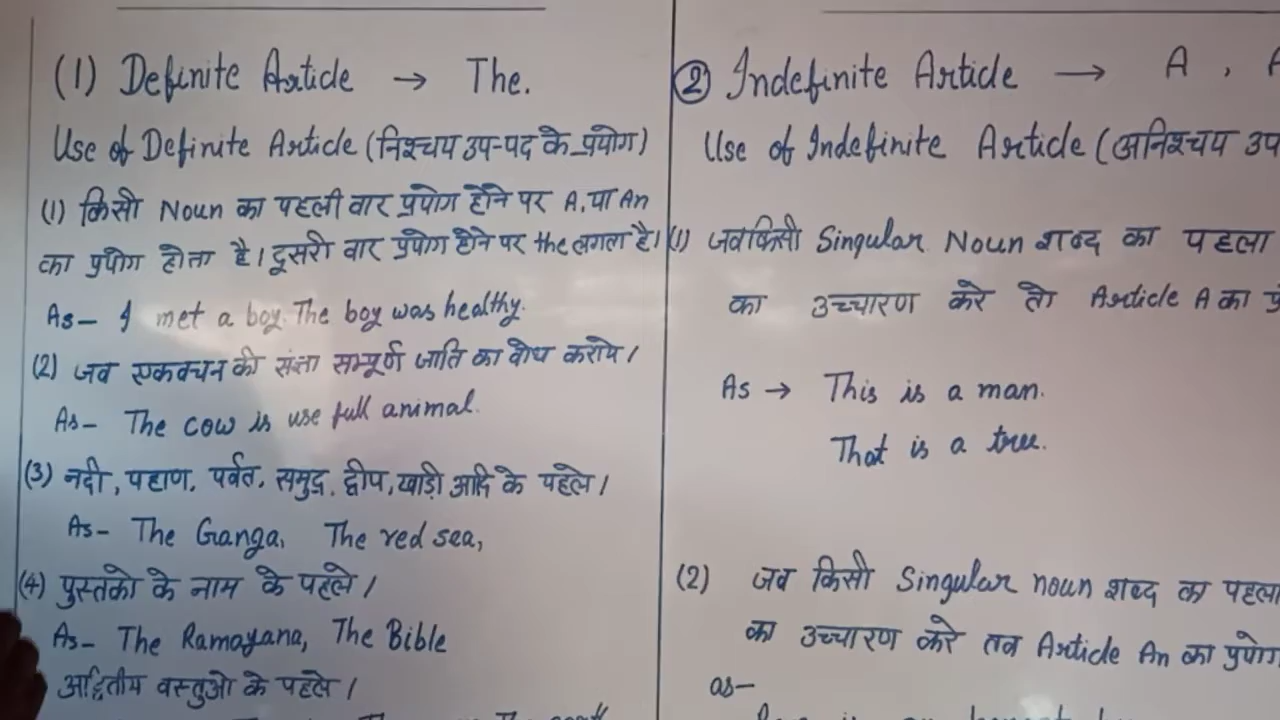 (1) Definite Article → The.
Use of Definite Article (निश्चय उप-पद के प्रयोग)
(1) किसी Noun का पहली वार प्रयोग होने पर A, या An
का प्रयोग होता है। दूसरी वार प्रयोग होने पर the लगता है।
As- I met a boy. The boy was healthy.
(2) जव एकवचन की संज्ञा सम्पूर्ण जाति का वोध कराये।
As- The cow is use full animal.
(3) नदी, पहाण, पर्वत, समुद्र, द्वीप, खाड़ी आदि के पहले।
As- The Ganga, The red sea,
(4) पुस्तको के नाम के पहले।
As- The Ramayana, The Bible
अद्वितीय वस्तुओ के पहले।
② Indefinite Article → A,
Use of Indefinite Article (अनिश्चय उप
(1) जव किसी Singular Noun शब्द का पहला
का उच्चारण करे तो Article A का
As → This is a man.
That is a tree.
(2) जव किसी Singular noun शब्द का पहला
का उच्चारण करे तव Article An का प्रयोग
as-